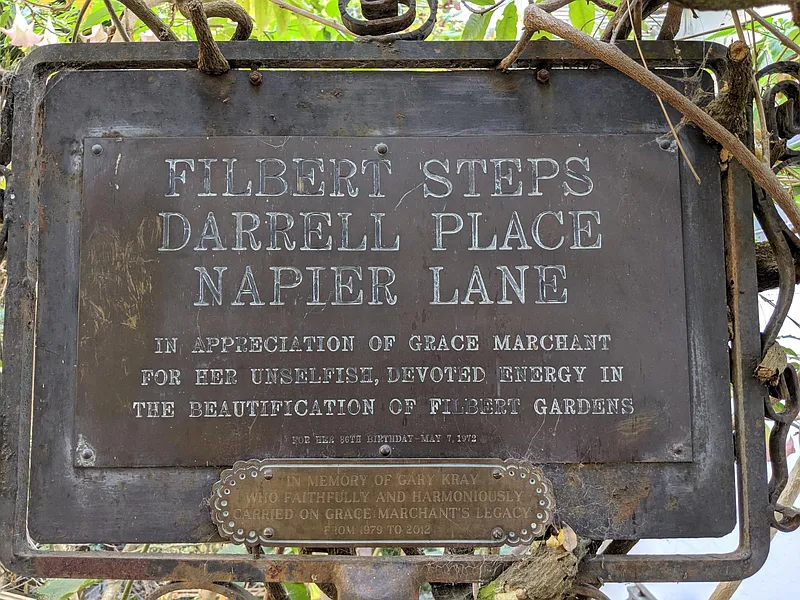 FILBERT STEPS
DARRELL PLACE
NAPIER LANE
IN APPRECIATION OF GRACE MARCHANT
FOR HER UNSELFISH, DEVOTED ENERGY IN
THE BEAUTIFICATION OF FILBERT GARDENS
FOR HER 86TH BIRTHDAY-MAY 7, 1972
IN MEMORY OF GARY KRAY
WHO FAITHFULLY AND HARMONIOUSLY
CARRIED ON GRACE MARCHANT'S LEGACY
FROM 1979 TO 2012